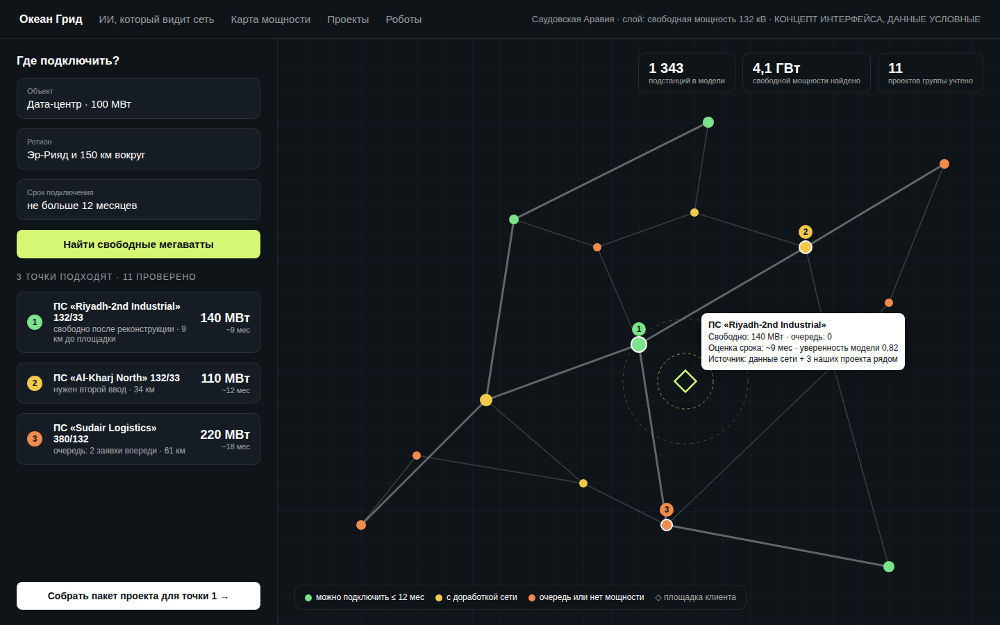 Океан Грид
ИИ, который видит сеть
Карта мощности
Проекты
Роботы
Саудовская Аравия · слой: свободная мощность 132 кВ · КОНЦЕПТ ИНТЕРФЕЙСА, ДАННЫЕ УСЛОВНЫЕ
Где подключить?
Объект
Дата-центр · 100 МВт
Регион
Эр-Рияд и 150 км вокруг
Срок подключения
не больше 12 месяцев
Найти свободные мегаватты
3 ТОЧКИ ПОДХОДЯТ · 11 ПРОВЕРЕНО
1
ПС «Riyadh-2nd Industrial»
132/33
свободно после реконструкции · 9
км до площадки
140 МВт
~9 мес
2
ПС «Al-Kharj North» 132/33
нужен второй ввод · 34 км
110 МВт
~12 мес
3
ПС «Sudair Logistics»
380/132
очередь: 2 заявки впереди · 61 км
220 МВт
~18 мес
Собрать пакет проекта для точки 1 →
1 343
подстанций в модели
4,1 ГВт
свободной мощности найдено
11
проектов группы учтено
2
1
ПС «Riyadh-2nd Industrial»
Свободно: 140 МВт · очередь: 0
Оценка срока: ~9 мес · уверенность модели 0,82
Источник: данные сети + 3 наших проекта рядом
3
можно подключить ≤ 12 мес
с доработкой сети
очередь или нет мощности
◇ площадка клиента